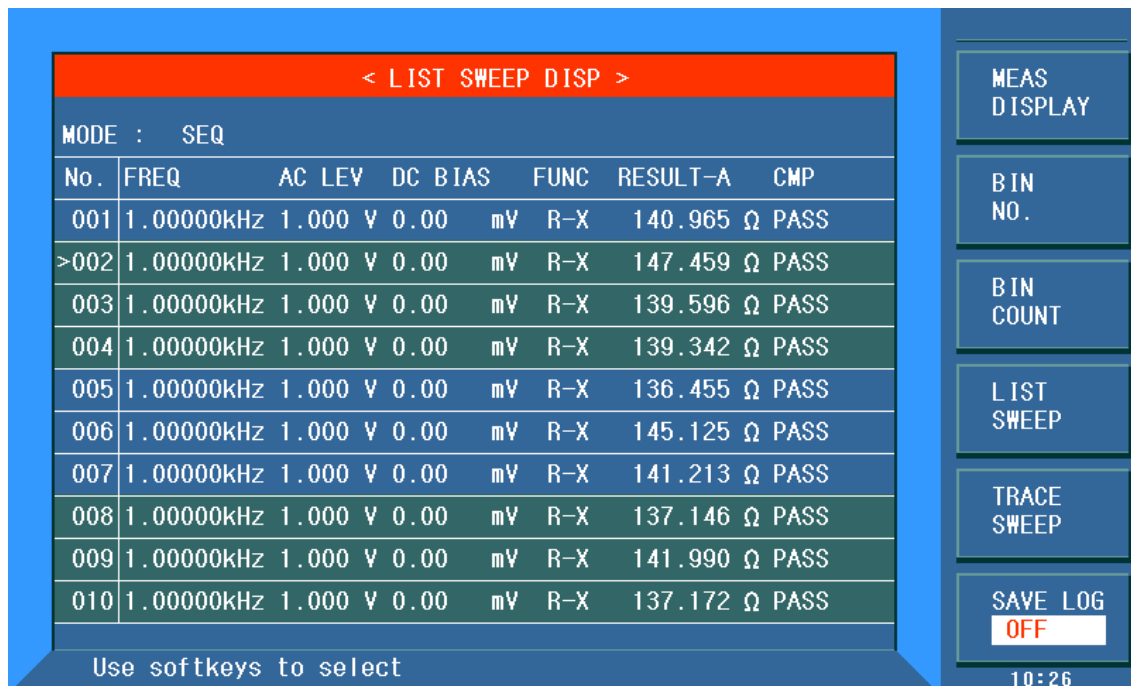 < LIST SWEEP DISP >
MODE : SEQ
No. FREQ AC LEV DC BIAS FUNC RESULT-A CMP
001 1.00000kHz 1.000 V 0.00 mV R-X 140.965 Ω PASS
>002 1.00000kHz 1.000 V 0.00 mV R-X 147.459 Ω PASS
003 1.00000kHz 1.000 V 0.00 mV R-X 139.596 Ω PASS
004 1.00000kHz 1.000 V 0.00 mV R-X 139.342 Ω PASS
005 1.00000kHz 1.000 V 0.00 mV R-X 136.455 Ω PASS
006 1.00000kHz 1.000 V 0.00 mV R-X 145.125 Ω PASS
007 1.00000kHz 1.000 V 0.00 mV R-X 141.213 Ω PASS
008 1.00000kHz 1.000 V 0.00 mV R-X 137.146 Ω PASS
009 1.00000kHz 1.000 V 0.00 mV R-X 141.990 Ω PASS
010 1.00000kHz 1.000 V 0.00 mV R-X 137.172 Ω PASS
Use softkeys to select
MEAS
DISPLAY
BIN
NO.
BIN
COUNT
LIST
SWEEP
TRACE
SWEEP
SAVE LOG
OFF
10:26